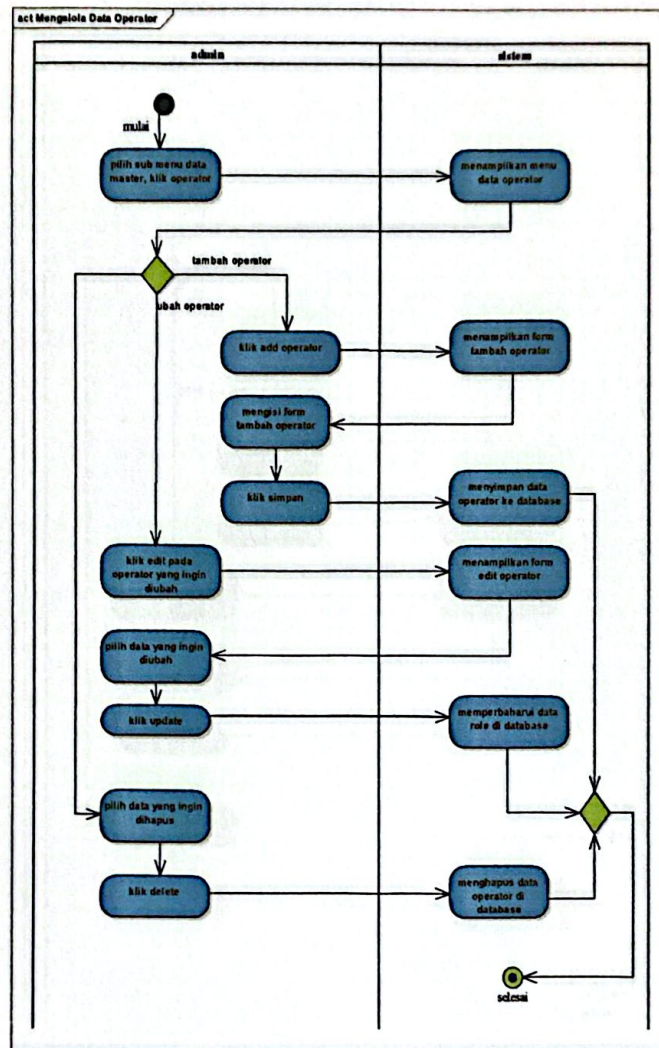 act Mengelola Data Operator
admin
sistem
mulai
pilih sub menu data
master, klik operator
menampilkan menu
data operator
tambah operator
ubah operator
klik add operator
menampilkan form
tambah operator
mengisi form
tambah operator
klik simpan
menyimpan data
operator ke database
klik edit pada
operator yang ingin
diubah
menampilkan form
edit operator
pilih data yang ingin
diubah
klik update
memperbaharui data
role di database
pilih data yang ingin
dihapus
klik delete
menghapus data
operator di
database
selesai